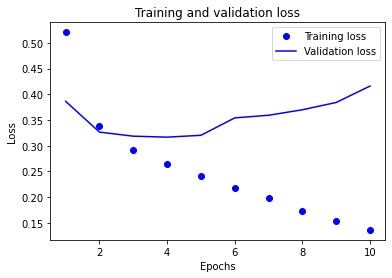 Training and validation loss
Training loss
Validation loss
0.50
0.45
0.40
0.35
0.30
0.25
0.20
0.15
Loss
2 4 6 8 10
Epochs